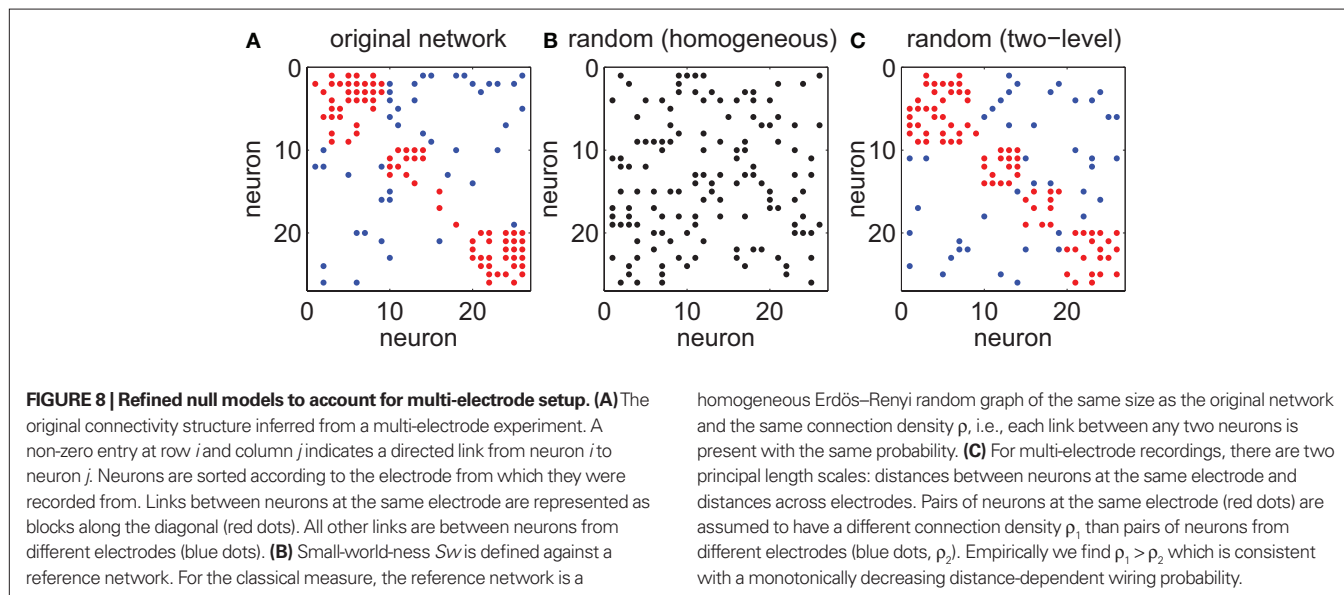 A original network
B random (homogeneous)
C random (two−level)
0
10
20
neuron
0 10 20
neuron
0
10
20
neuron
0 10 20
neuron
0
10
20
0 10 20
neuron
FIGURE 8 | Refined null models to account for multi-electrode setup. (A) The
original connectivity structure inferred from a multi-electrode experiment. A
non-zero entry at row i and column j indicates a directed link from neuron i to
neuron j. Neurons are sorted according to the electrode from which they were
recorded from. Links between neurons at the same electrode are represented as
blocks along the diagonal (red dots). All other links are between neurons from
different electrodes (blue dots). (B) Small-world-ness Sw is defined against a
reference network. For the classical measure, the reference network is a
homogeneous Erdös–Renyi random graph of the same size as the original network
and the same connection density ρ, i.e., each link between any two neurons is
present with the same probability. (C) For multi-electrode recordings, there are two
principal length scales: distances between neurons at the same electrode and
distances across electrodes. Pairs of neurons at the same electrode (red dots) are
assumed to have a different connection density ρ₁ than pairs of neurons from
different electrodes (blue dots, ρ₂). Empirically we find ρ₁ > ρ₂ which is consistent
with a monotonically decreasing distance-dependent wiring probability.